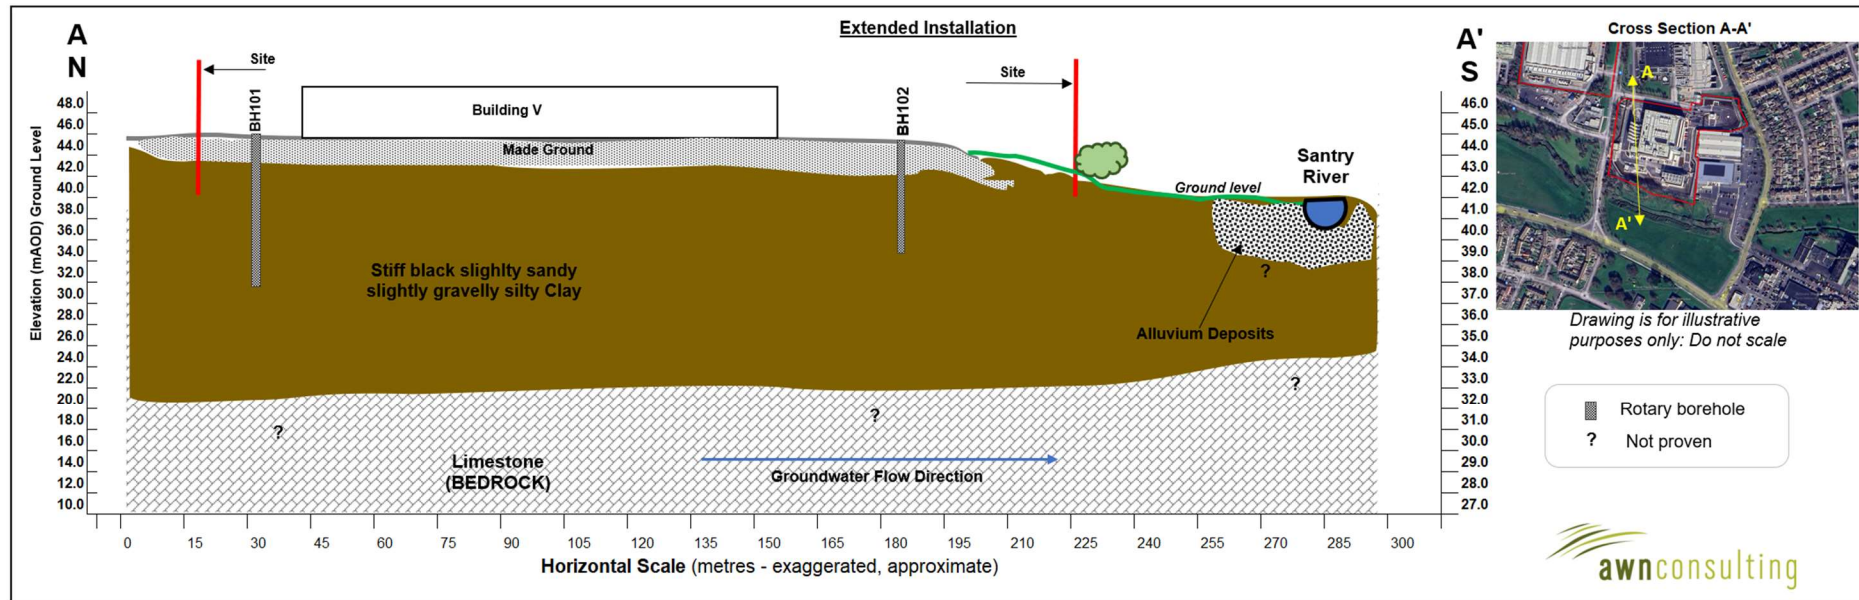 Extended Installation
A
N
A'
S
Site
Site
BH101
BH102
Building V
Made Ground
Ground level
Santry
River
Stiff black slighlty sandy
slightly gravelly silty Clay
?
Alluvium Deposits
?
?
?
Limestone
(BEDROCK)
Groundwater Flow Direction
Elevation (mAOD) Ground Level
48.0
46.0
44.0
42.0
40.0
38.0
36.0
34.0
32.0
30.0
28.0
26.0
24.0
22.0
20.0
18.0
16.0
14.0
12.0
10.0
46.0
45.0
44.0
43.0
42.0
41.0
40.0
39.0
38.0
37.0
36.0
35.0
34.0
33.0
32.0
31.0
30.0
29.0
28.0
27.0
0 15 30 45 60 75 90 105 120 135 150 165 180 195 210 225 240 255 270 285 300
Horizontal Scale (metres - exaggerated, approximate)
Cross Section A-A'
A
A'
Drawing is for illustrative
purposes only: Do not scale
Rotary borehole
? Not proven
awnconsulting